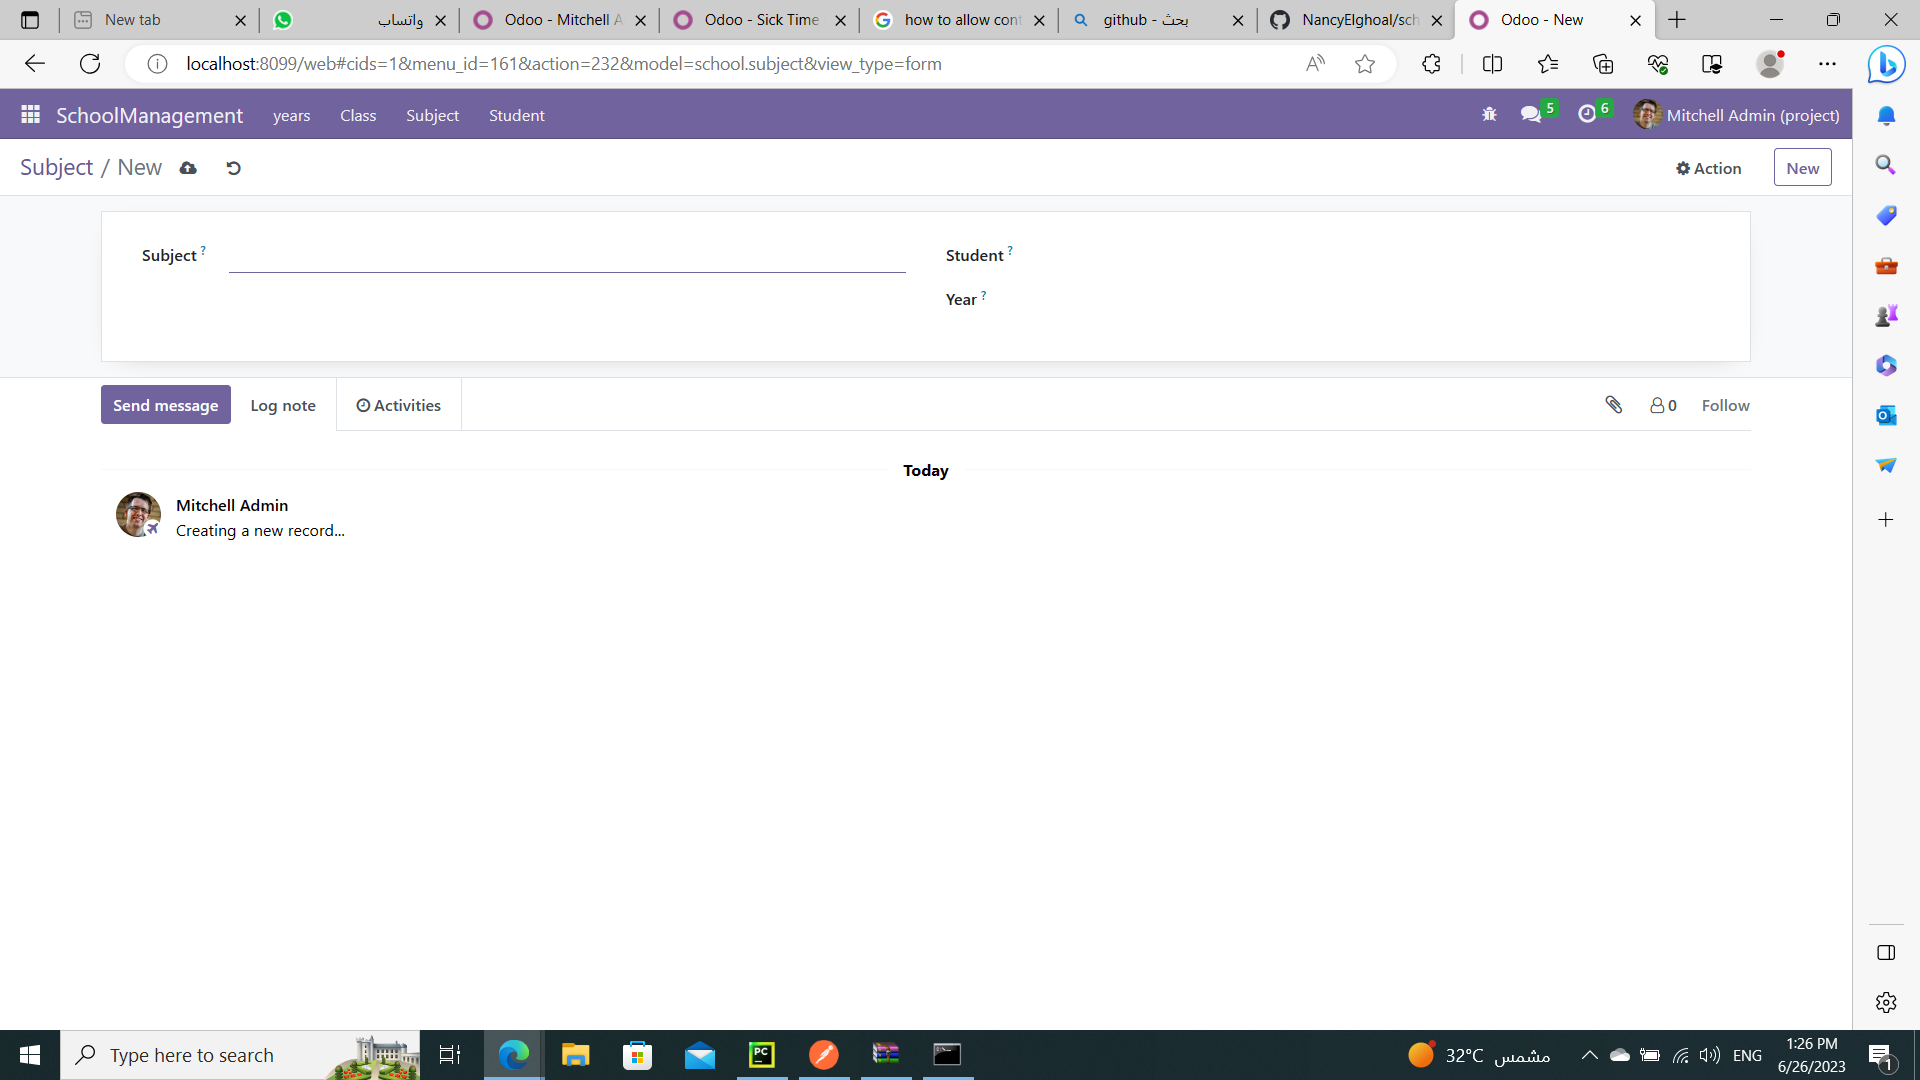 New tab
واتساب
Odoo - Mitchell A
Odoo - Sick Time
how to allow cont
github - بحث
NancyElghoal/sch
Odoo - New
localhost:8099/web#cids=1&menu_id=161&action=232&model=school.subject&view_type=form
SchoolManagement years Class Subject Student 5 6 Mitchell Admin (project)
Subject / New Action New
Subject ? Student ?
Year ?
Send message Log note Activities 0 Follow
Today
Mitchell Admin
Creating a new record...
Type here to search
PC
32°C مشمس
ENG
1:26 PM
6/26/2023
1